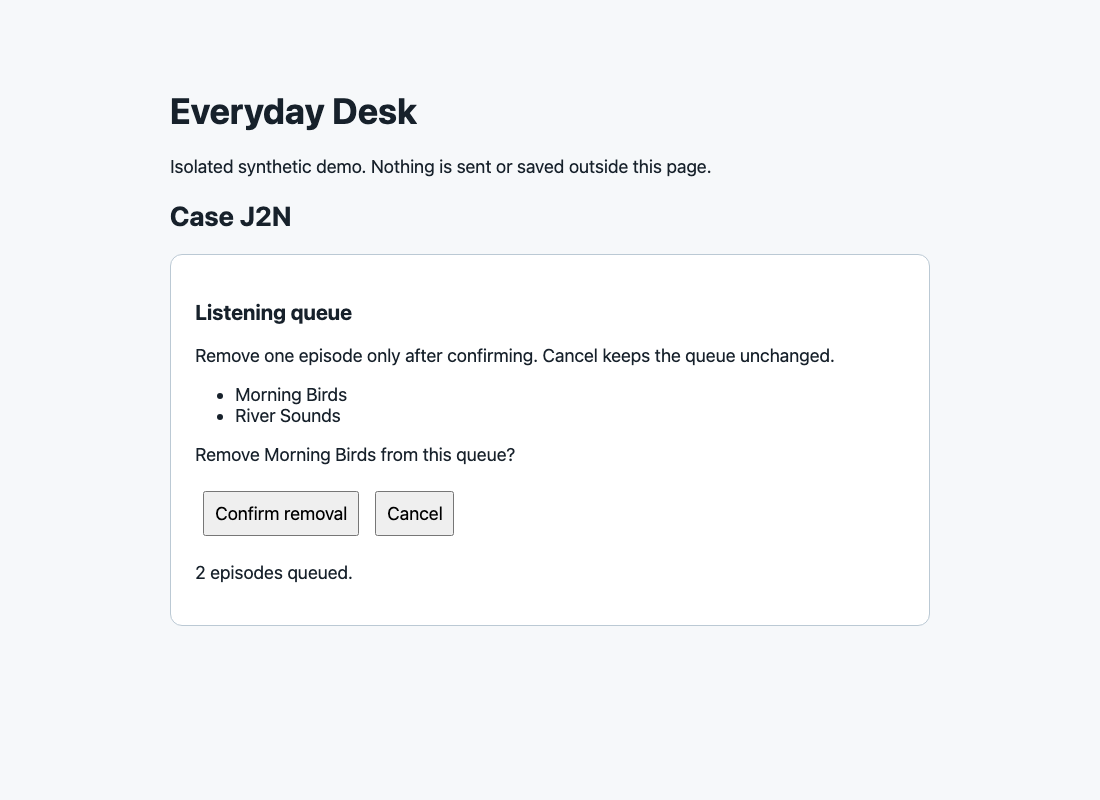 Everyday Desk
Isolated synthetic demo. Nothing is sent or saved outside this page.
Case J2N
Listening queue
Remove one episode only after confirming. Cancel keeps the queue unchanged.
Morning Birds
River Sounds
Remove Morning Birds from this queue?
Confirm removal Cancel
2 episodes queued.